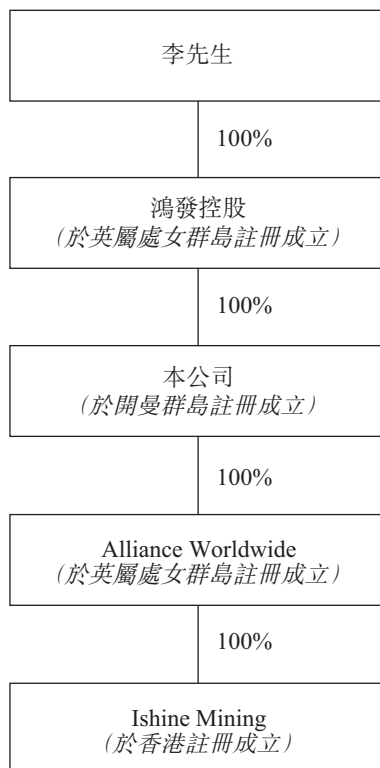 李先生
100%
鴻發控股
(於英屬處女群島註冊成立)
100%
本公司
(於開曼群島註冊成立)
100%
Alliance Worldwide
(於英屬處女群島註冊成立)
100%
Ishine Mining
(於香港註冊成立)